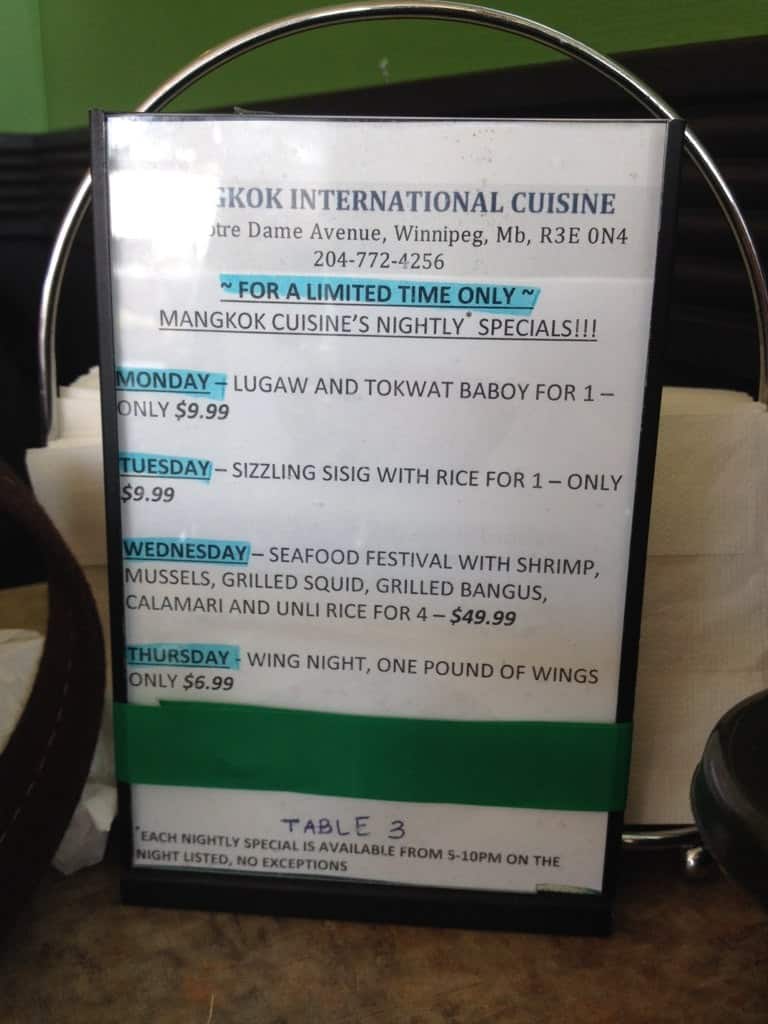 GKOK INTERNATIONAL CUISINE
otre Dame Avenue, Winnipeg, Mb, R3E 0N4
204-772-4256
~ FOR A LIMITED TIME ONLY ~
MANGKOK CUISINE'S NIGHTLY* SPECIALS!!!
MONDAY – LUGAW AND TOKWAT BABOY FOR 1 –
ONLY $9.99
TUESDAY – SIZZLING SISIG WITH RICE FOR 1 – ONLY
$9.99
WEDNESDAY – SEAFOOD FESTIVAL WITH SHRIMP,
MUSSELS, GRILLED SQUID, GRILLED BANGUS,
CALAMARI AND UNLI RICE FOR 4 – $49.99
THURSDAY - WING NIGHT, ONE POUND OF WINGS
ONLY $6.99
TABLE 3
*EACH NIGHTLY SPECIAL IS AVAILABLE FROM 5-10PM ON THE
NIGHT LISTED, NO EXCEPTIONS